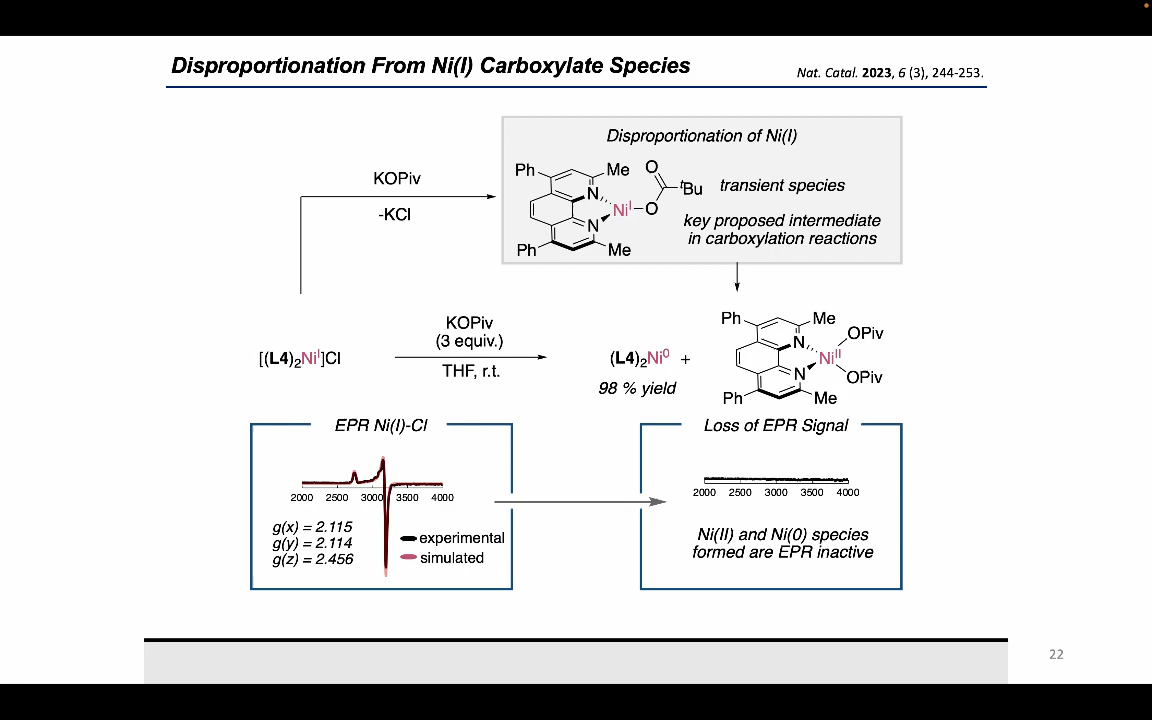 Disproportionation From Ni(I) Carboxylate Species
Nat. Catal. 2023, 6 (3), 244-253.
KOPiv
-KCl
Disproportionation of Ni(I)
Ph
Me
N
N
Ni^I
O
O
tBu
Ph
Me
transient species
key proposed intermediate
in carboxylation reactions
[(L4)2Ni^I]Cl
KOPiv
(3 equiv.)
THF, r.t.
(L4)2Ni^0 +
98 % yield
Ph
Me
N
N
Ni^II
OPiv
OPiv
Ph
Me
EPR Ni(I)-Cl
2000 2500 3000 3500 4000
g(x) = 2.115
g(y) = 2.114
g(z) = 2.456
experimental
simulated
Loss of EPR Signal
2000 2500 3000 3500 4000
Ni(II) and Ni(0) species
formed are EPR inactive
22